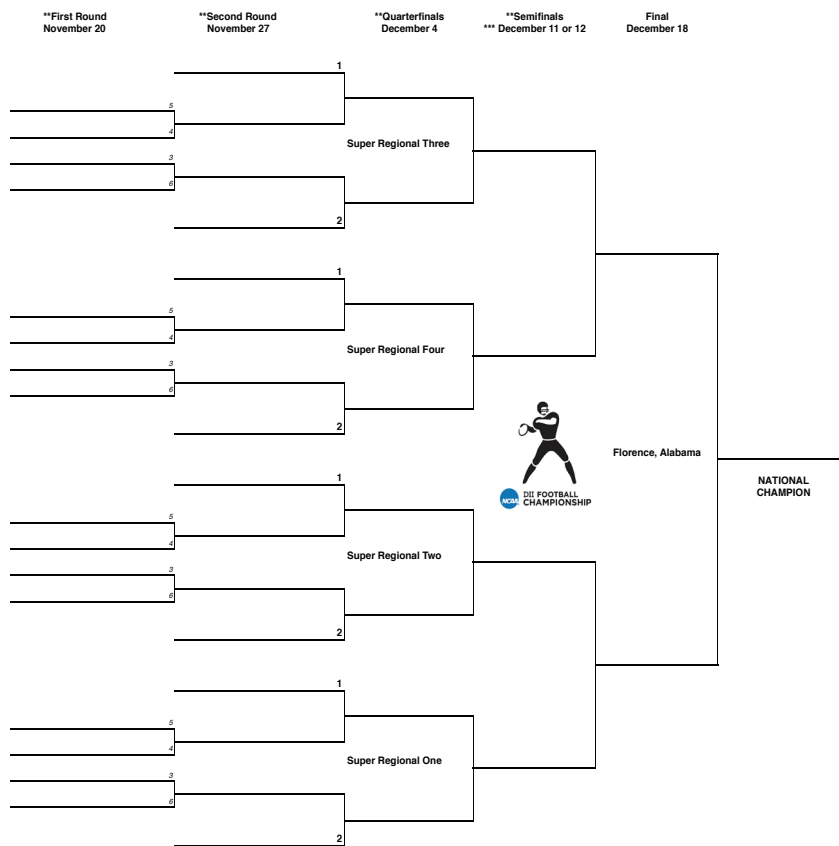 **First Round
November 20
**Second Round
November 27
**Quarterfinals
December 4
**Semifinals
*** December 11 or 12
Final
December 18
1
5
4
Super Regional Three
3
6
2
1
5
4
Super Regional Four
3
6
2
Florence, Alabama
NATIONAL
CHAMPION
NCAA
DII FOOTBALL
CHAMPIONSHIP
1
5
4
Super Regional Two
3
6
2
1
5
4
Super Regional One
3
6
2